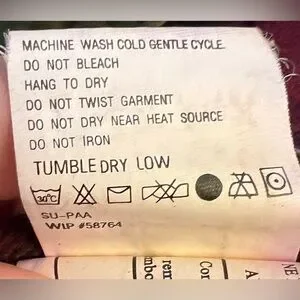 MACHINE WASH COLD GENTLE CYCLE.
DO NOT BLEACH
HANG TO DRY
DO NOT TWIST GARMENT
DO NOT DRY NEAR HEAT SOURCE
DO NOT IRON
TUMBLE DRY LOW
30°C
SU-PAA
WIP #58764